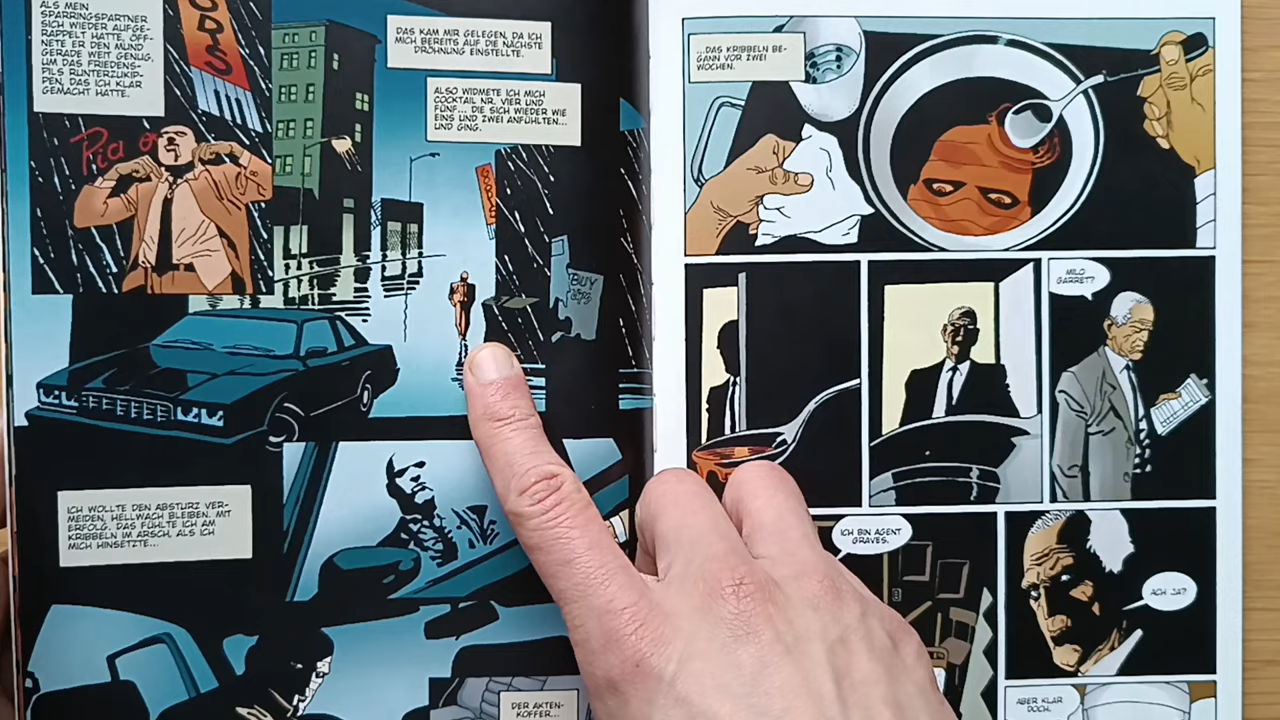 ALS MEIN
SPARRINGSPARTNER
SICH WIEDER AUFGE-
RAPPELT HATTE, ÖFF-
NETE ER DEN MUND
GERADE WEIT GENUG,
UM DAS FRIEDENS-
PILS RUNTERZUKIP-
PEN, DAS ICH KLAR
GEMACHT HATTE.
ODS
DAS KAM MIR GELEGEN, DA ICH
MICH BEREITS AUF DIE NÄCHSTE
DRÖHNUNG EINSTELLTE.
ALSO WIDMETE ICH MICH
COCKTAIL NR. VIER UND
FÜNF... DIE SICH WIEDER WIE
EINS UND ZWEI ANFÜHLTEN...
UND GING.
BUY
ICH WOLLTE DEN ABSTURZ VER-
MEIDEN, HELLWACH BLEIBEN. MIT
ERFOLG. DAS FÜHLTE ICH AM
KRIBBELN IM ARSCH, ALS ICH
MICH HINSETZTE...
DER AKTEN-
KOFFER...
...DAS KRIBBELN BE-
GANN VOR ZWEI
WOCHEN.
MILO
GARRET?
ICH BIN AGENT
GRAVES.
ACH JA?
ABER KLAR
DOCH.